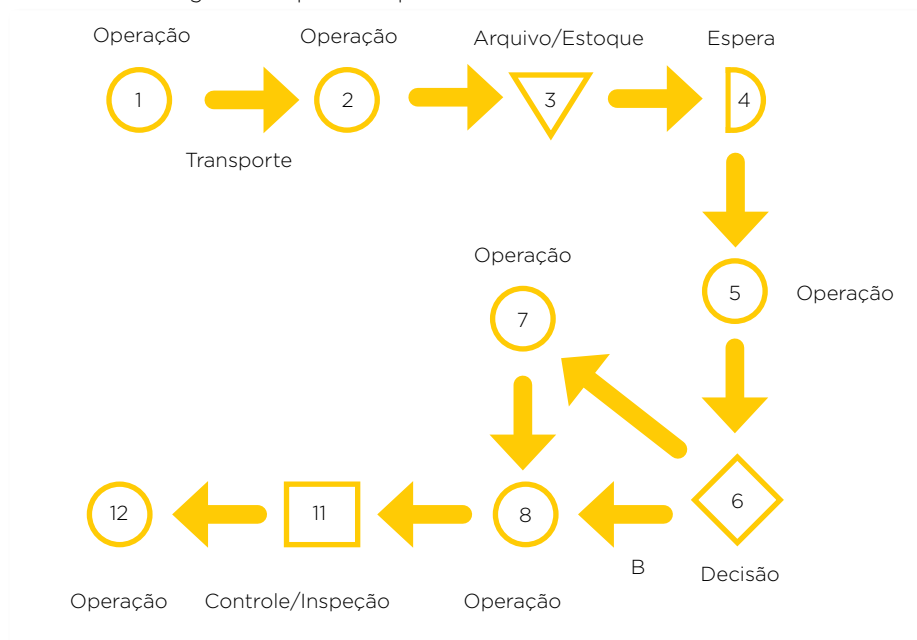 Operação Operação Arquivo/Estoque Espera
1 2 3 4
Transporte
Operação
7 5 Operação
12 11 8 6
B Decisão
Operação Controle/Inspeção Operação